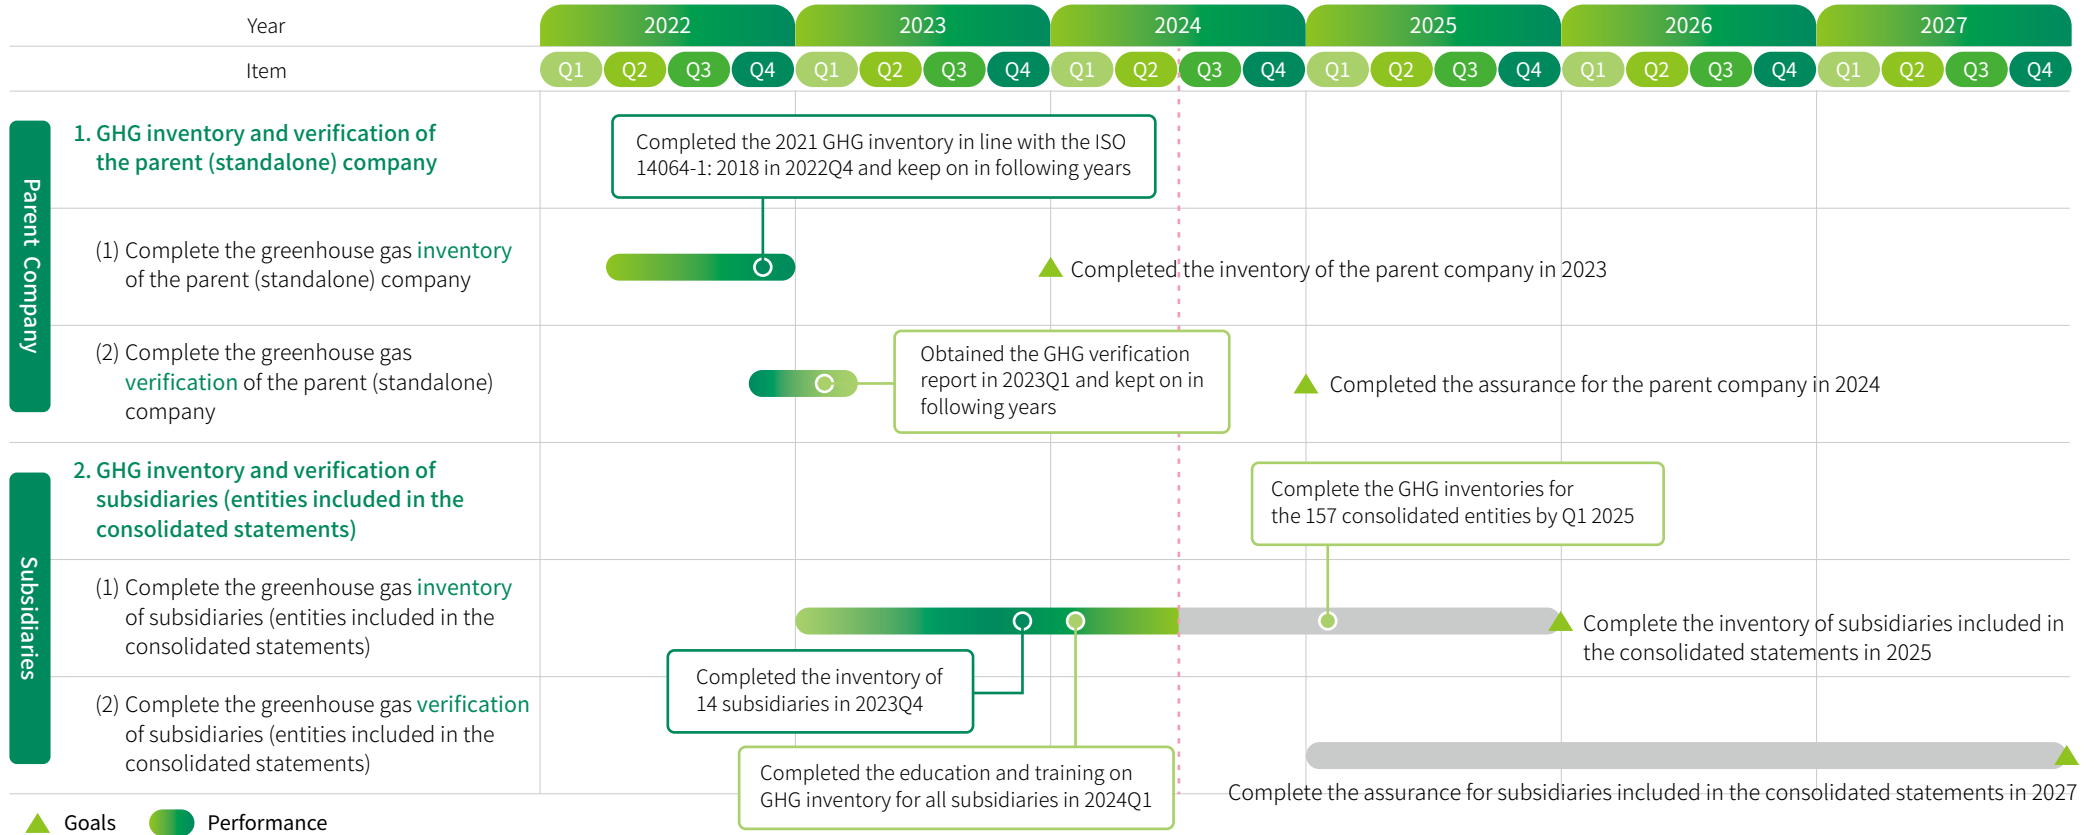 Year
2022
2023
2024
2025
2026
2027
Item
Q1
Q2
Q3
Q4
Q1
Q2
Q3
Q4
Q1
Q2
Q3
Q4
Q1
Q2
Q3
Q4
Q1
Q2
Q3
Q4
Q1
Q2
Q3
Q4
Parent Company
1. GHG inventory and verification of
the parent (standalone) company
Completed the 2021 GHG inventory in line with the ISO
14064-1: 2018 in 2022Q4 and keep on in following years
(1) Complete the greenhouse gas inventory
of the parent (standalone) company
Completed the inventory of the parent company in 2023
(2) Complete the greenhouse gas
verification of the parent (standalone)
company
Obtained the GHG verification
report in 2023Q1 and kept on in
following years
Completed the assurance for the parent company in 2024
Subsidiaries
2. GHG inventory and verification of
subsidiaries (entities included in the
consolidated statements)
Complete the GHG inventories for
the 157 consolidated entities by Q1 2025
(1) Complete the greenhouse gas inventory
of subsidiaries (entities included in the
consolidated statements)
Complete the inventory of subsidiaries included in
the consolidated statements in 2025
Completed the inventory of
14 subsidiaries in 2023Q4
(2) Complete the greenhouse gas verification
of subsidiaries (entities included in the
consolidated statements)
Completed the education and training on
GHG inventory for all subsidiaries in 2024Q1
Complete the assurance for subsidiaries included in the consolidated statements in 2027
Goals
Performance